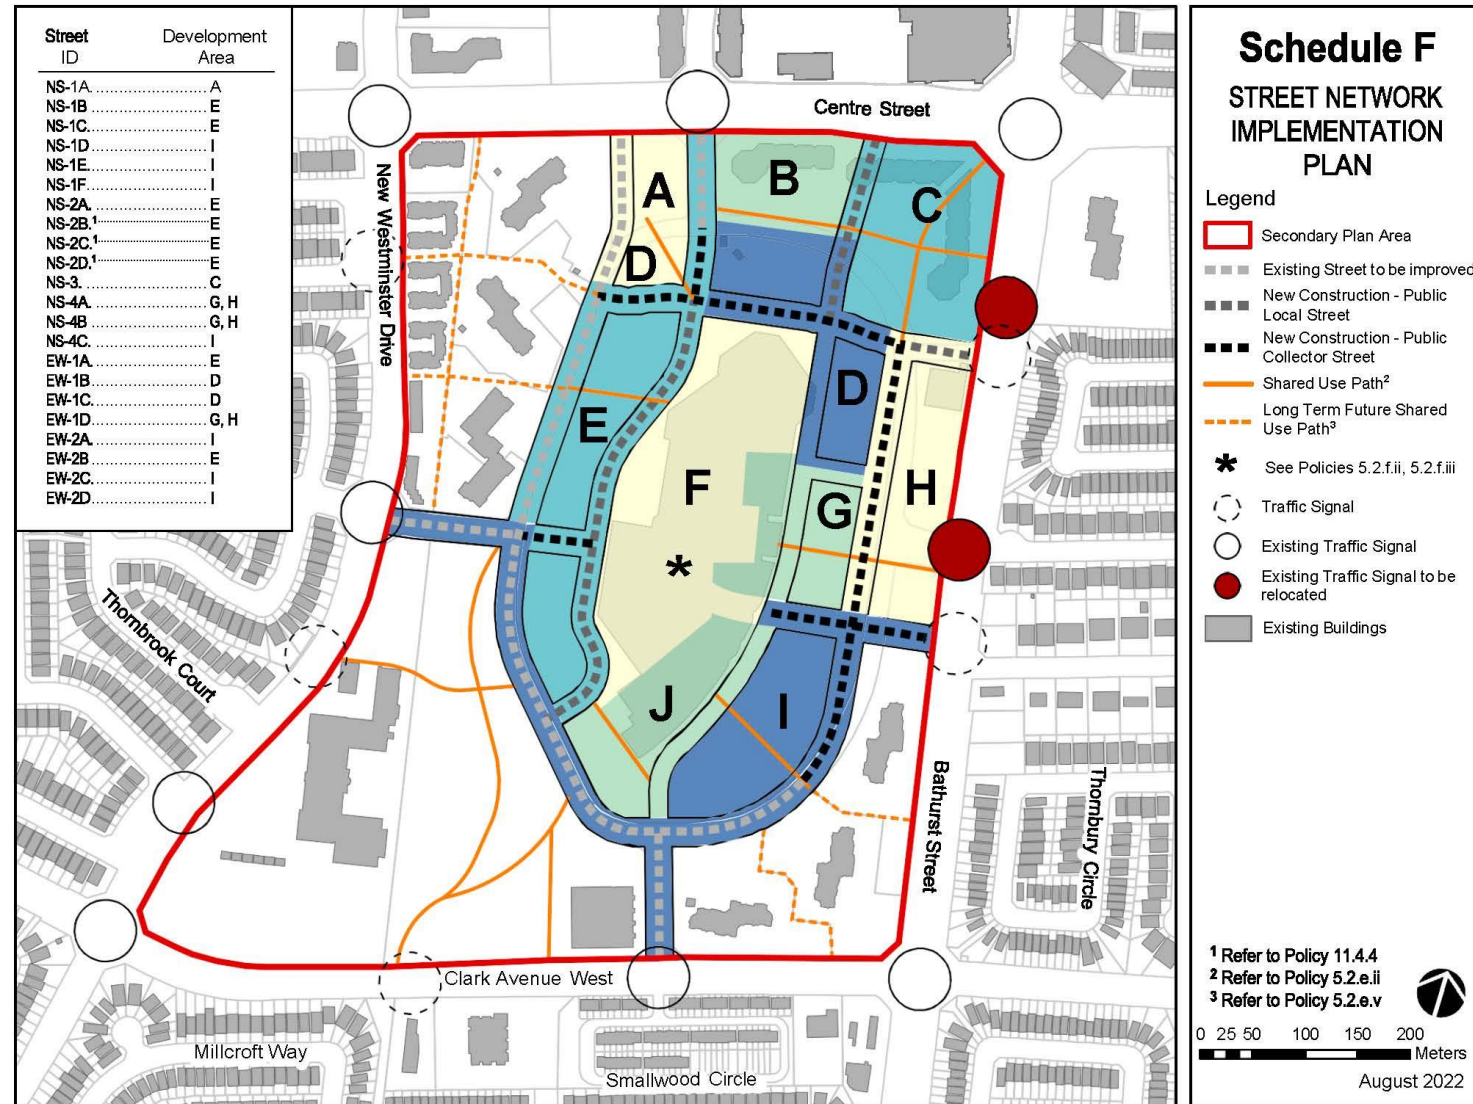 Street Development
ID Area
NS-1A. A
NS-1B E
NS-1C. E
NS-1D I
NS-1E. I
NS-1F. I
NS-2A. E
NS-2B.¹ E
NS-2C.¹ E
NS-2D.¹ E
NS-3. C
NS-4A. G, H
NS-4B G, H
NS-4C. I
EW-1A. E
EW-1B D
EW-1C. D
EW-1D G, H
EW-2A. I
EW-2B E
EW-2C I
EW-2D I
Centre Street
New Westminster Drive
A
B
C
D
E
F
D
H
G
*
J
I
Thornbrook Court
Bathurst Street
Thornbury Circle
Clark Avenue West
Millcroft Way
Smallwood Circle
Schedule F
STREET NETWORK
IMPLEMENTATION
PLAN
Legend
Secondary Plan Area
Existing Street to be improved
New Construction - Public
Local Street
New Construction - Public
Collector Street
Shared Use Path²
Long Term Future Shared
Use Path³
* See Policies 5.2.f.ii, 5.2.f.iii
Traffic Signal
Existing Traffic Signal
Existing Traffic Signal to be
relocated
Existing Buildings
¹ Refer to Policy 11.4.4
² Refer to Policy 5.2.e.ii
³ Refer to Policy 5.2.e.v
0 25 50 100 150 200
Meters
August 2022